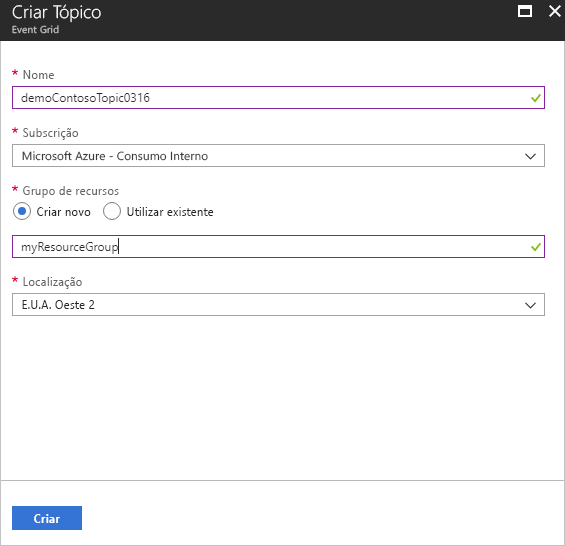 Criar Tópico
Event Grid
* Nome
demoContosoTopic0316
* Subscrição
Microsoft Azure - Consumo Interno
* Grupo de recursos
Criar novo Utilizar existente
myResourceGroup
* Localização
E.U.A. Oeste 2
Criar